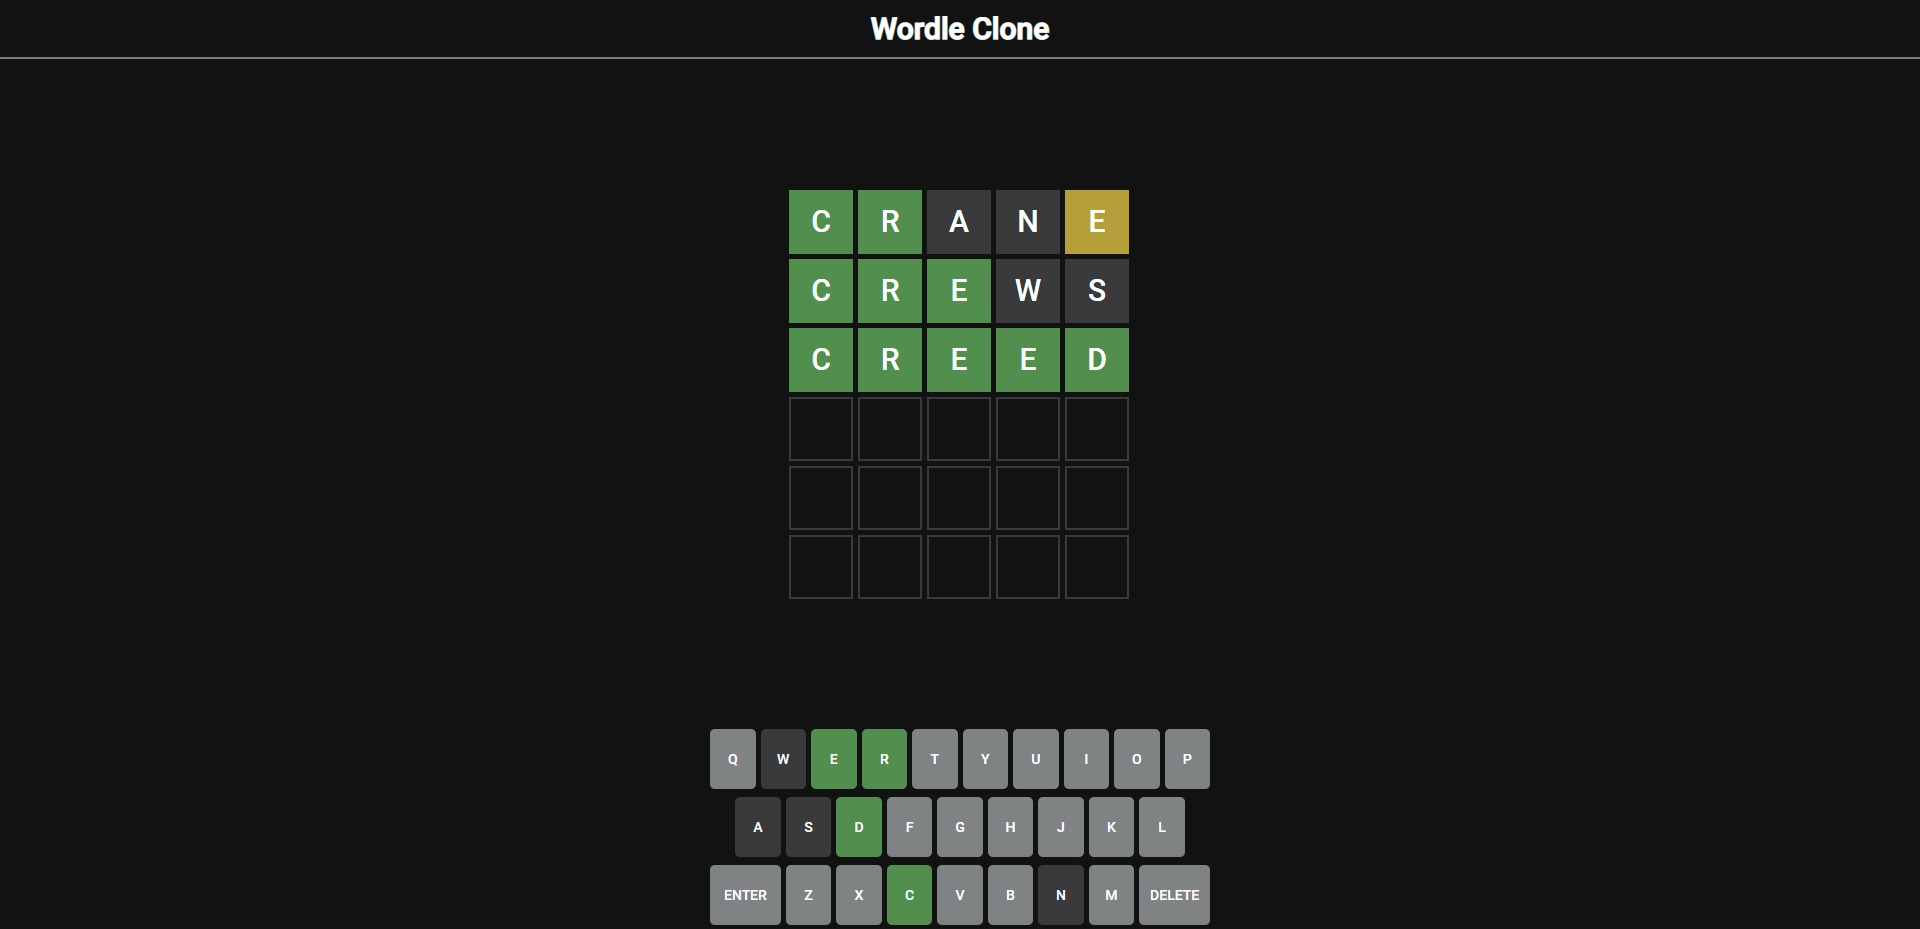 Wordle Clone
C R A N E
C R E W S
C R E E D
Q W E R T Y U I O P
A S D F G H J K L
ENTER Z X C V B N M DELETE